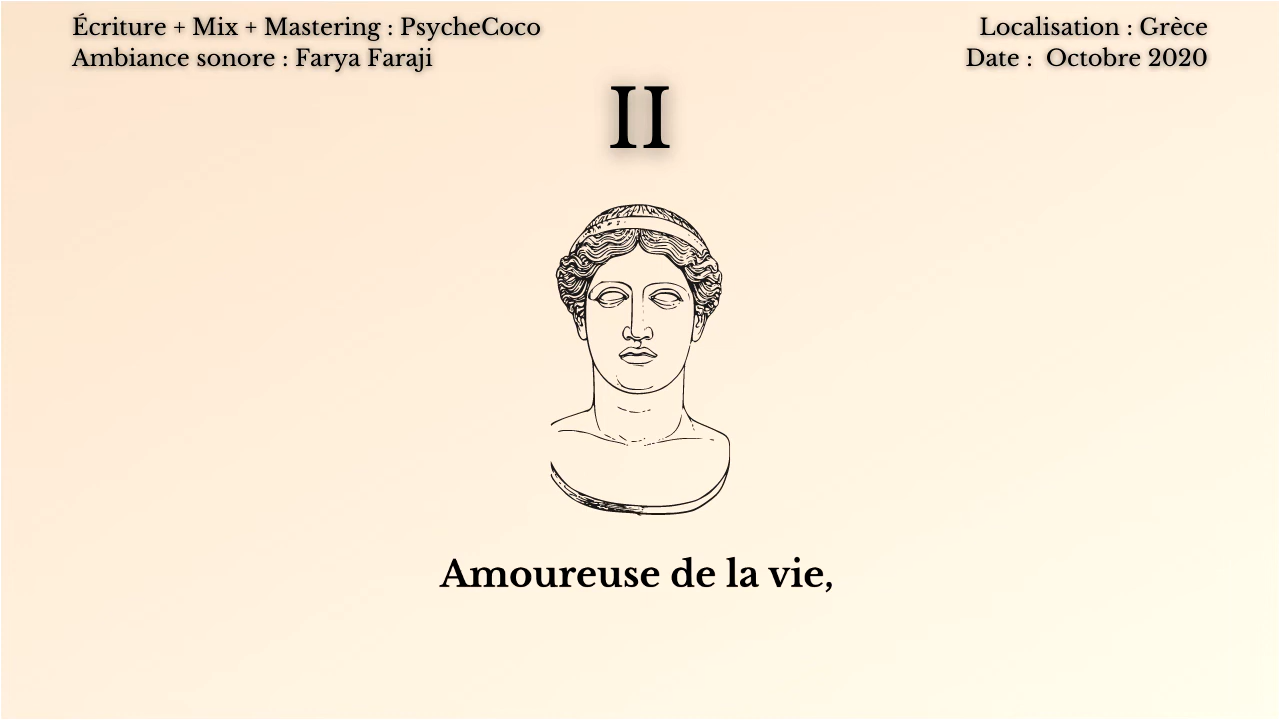 Écriture + Mix + Mastering : PsycheCoco
Ambiance sonore : Farya Faraji
Localisation : Grèce
Date : Octobre 2020
II
Amoureuse de la vie,